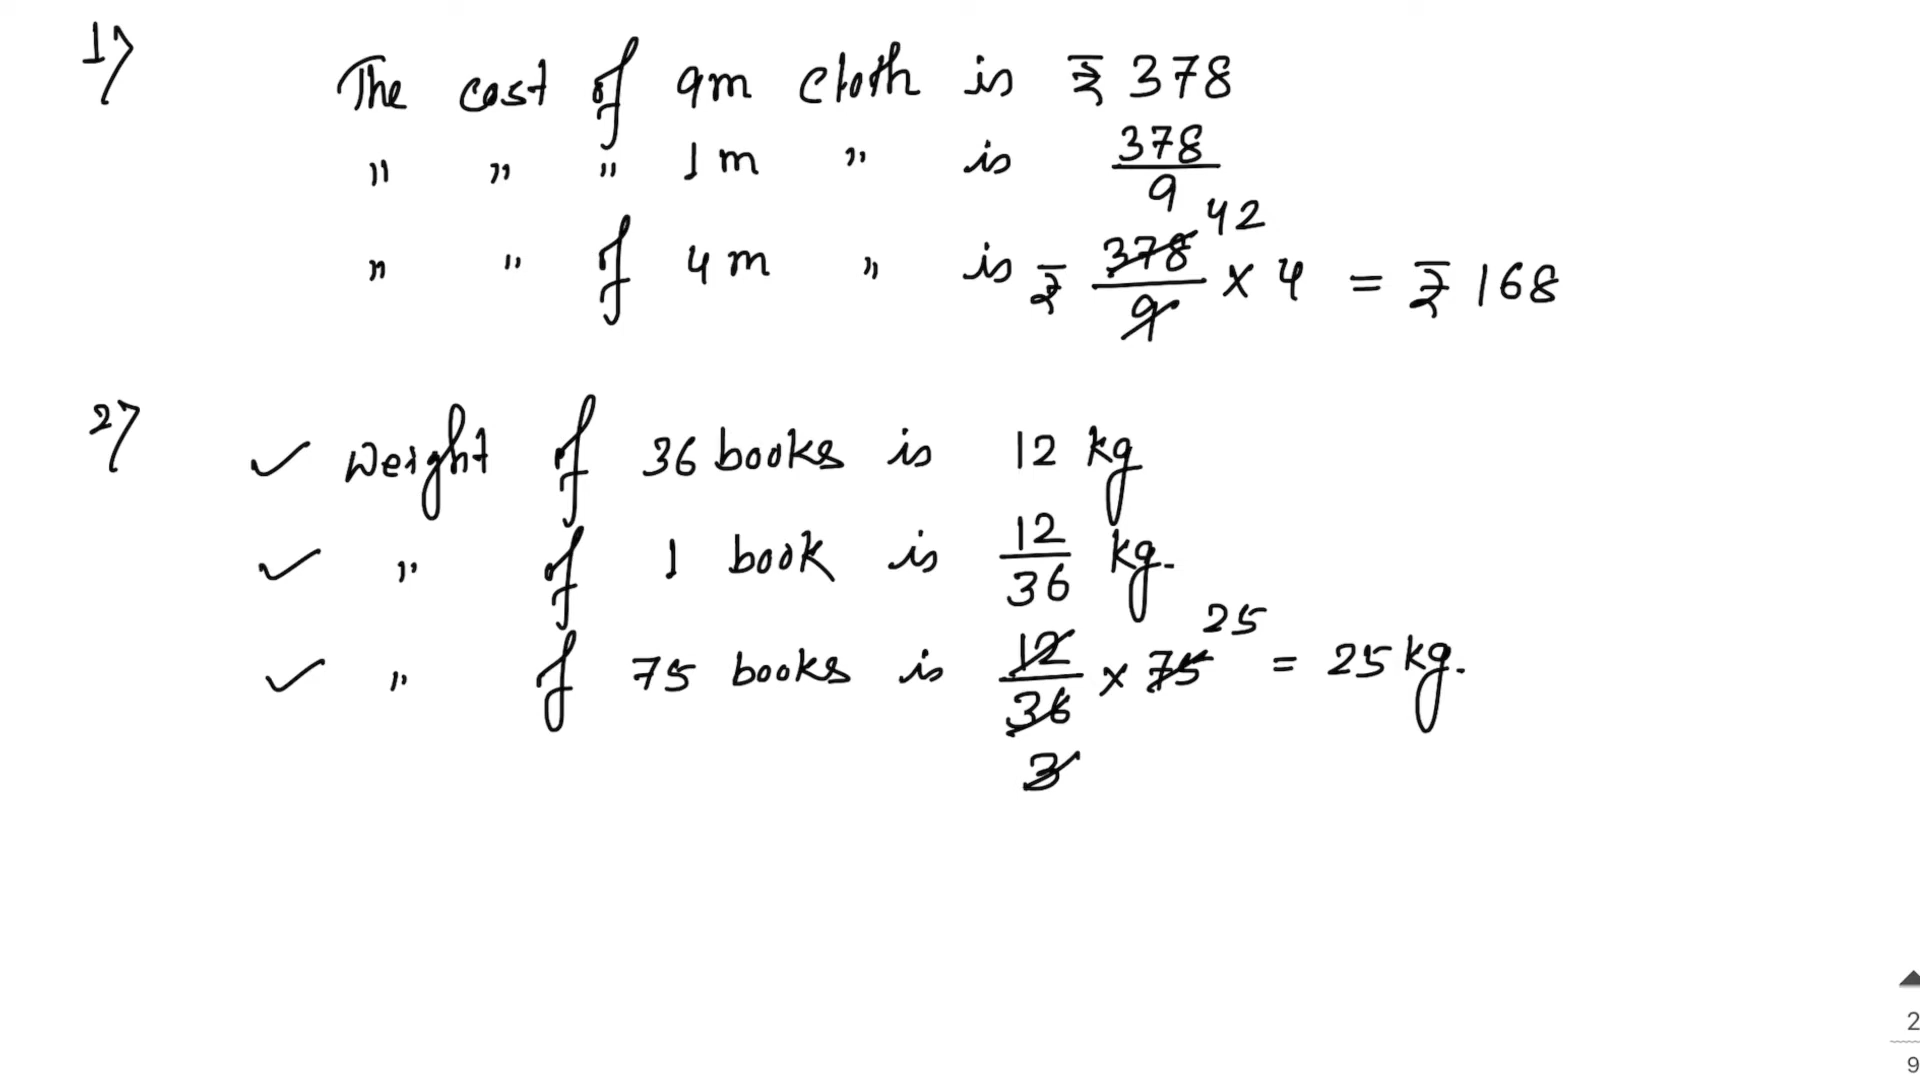 1) The cost of 9m cloth is ₹ 378
" " " 1m " is 378/9
" " of 4m " is ₹ 378/9 42 × 4 = ₹ 168
2) ✓ Weight of 36 books is 12 kg
✓ " of 1 book is 12/36 kg.
✓ " of 75 books is 12/36 × 75 25 = 25 kg.
3
2
9